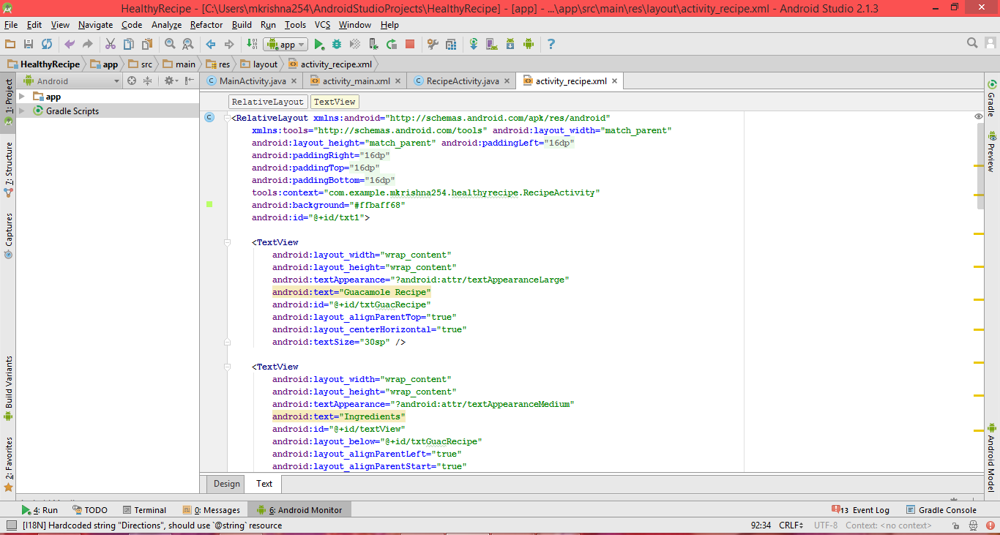 HealthyRecipe - [C:\Users\mkrishna254\AndroidStudioProjects\HealthyRecipe] - [app] - ...\app\src\main\res\layout\activity_recipe.xml - Android Studio 2.1.3
File Edit View Navigate Code Analyze Refactor Build Run Tools VCS Window Help
app
HealthyRecipe app src main res layout activity_recipe.xml
Android
MainActivity.java activity_main.xml RecipeActivity.java activity_recipe.xml
1: Project
7: Structure
Captures
Build Variants
2: Favorites
app
Gradle Scripts
RelativeLayout TextView
<RelativeLayout xmlns:android="http://schemas.android.com/apk/res/android"
xmlns:tools="http://schemas.android.com/tools" android:layout_width="match_parent"
android:layout_height="match_parent" android:paddingLeft="16dp"
android:paddingRight="16dp"
android:paddingTop="16dp"
android:paddingBottom="16dp"
tools:context="com.example.mkrishna254.healthyrecipe.RecipeActivity"
android:background="#ffbaff68"
android:id="@+id/txt1">
<TextView
android:layout_width="wrap_content"
android:layout_height="wrap_content"
android:textAppearance="?android:attr/textAppearanceLarge"
android:text="Guacamole Recipe"
android:id="@+id/txtGuacRecipe"
android:layout_alignParentTop="true"
android:layout_centerHorizontal="true"
android:textSize="30sp" />
<TextView
android:layout_width="wrap_content"
android:layout_height="wrap_content"
android:textAppearance="?android:attr/textAppearanceMedium"
android:text="Ingredients"
android:id="@+id/textView"
android:layout_below="@+id/txtGuacRecipe"
android:layout_alignParentLeft="true"
android:layout_alignParentStart="true"
Gradle
Preview
Android Model
Design Text
4: Run TODO Terminal 0: Messages 6: Android Monitor 13 Event Log Gradle Console
[I18N] Hardcoded string "Directions", should use `@string` resource 92:34 CRLF UTF-8 Context: <no context>